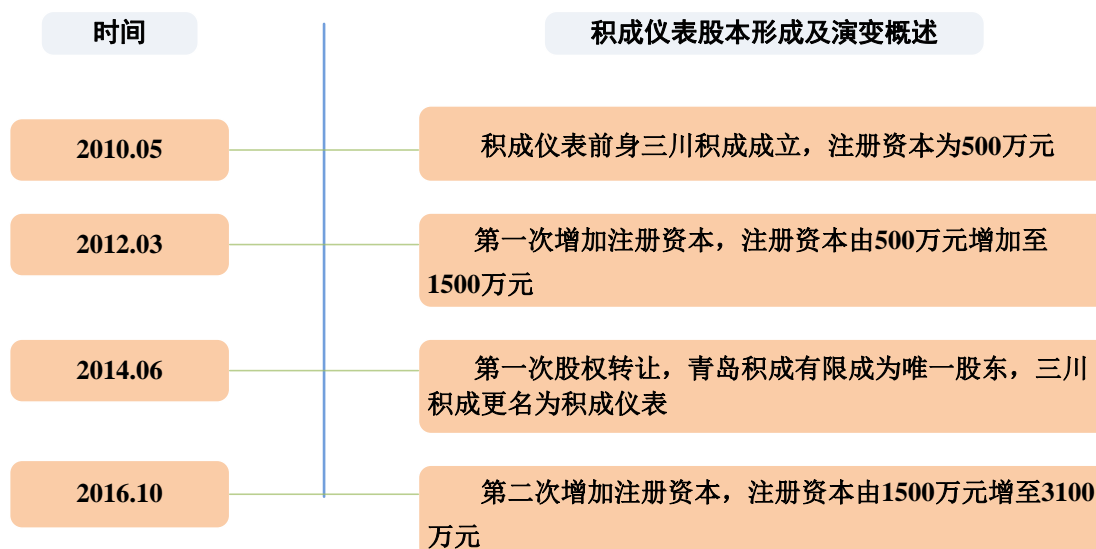 时间
积成仪表股本形成及演变概述
2010.05
积成仪表前身三川积成成立，注册资本为500万元
2012.03
第一次增加注册资本，注册资本由500万元增加至
1500万元
2014.06
第一次股权转让，青岛积成有限成为唯一股东，三川
积成更名为积成仪表
2016.10
第二次增加注册资本，注册资本由1500万元增至3100
万元